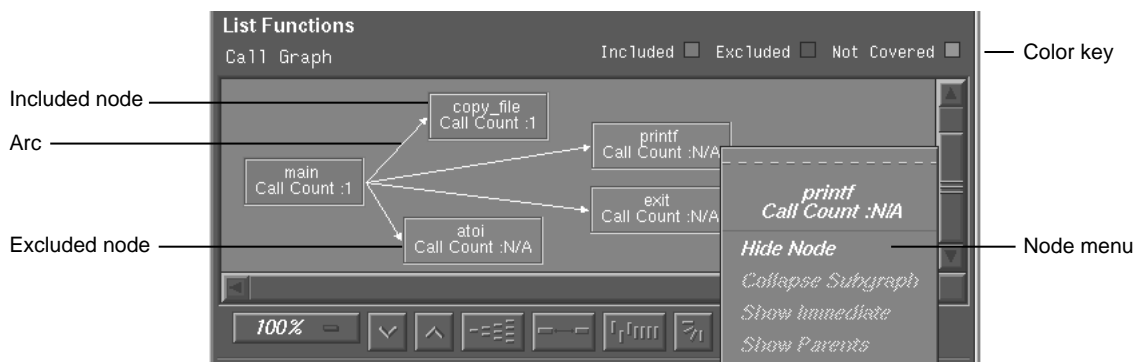 List Functions
Call Graph
Included
Excluded
Not Covered
Color key
Included node
Arc
Excluded node
copy_file
Call Count :1
printf
Call Count :N/A
main
Call Count :1
exit
Call Count :N/A
atoi
Call Count :N/A
printf
Call Count :N/A
Hide Node
Collapse Subgraph
Show Immediate
Show Parents
Node menu
100%